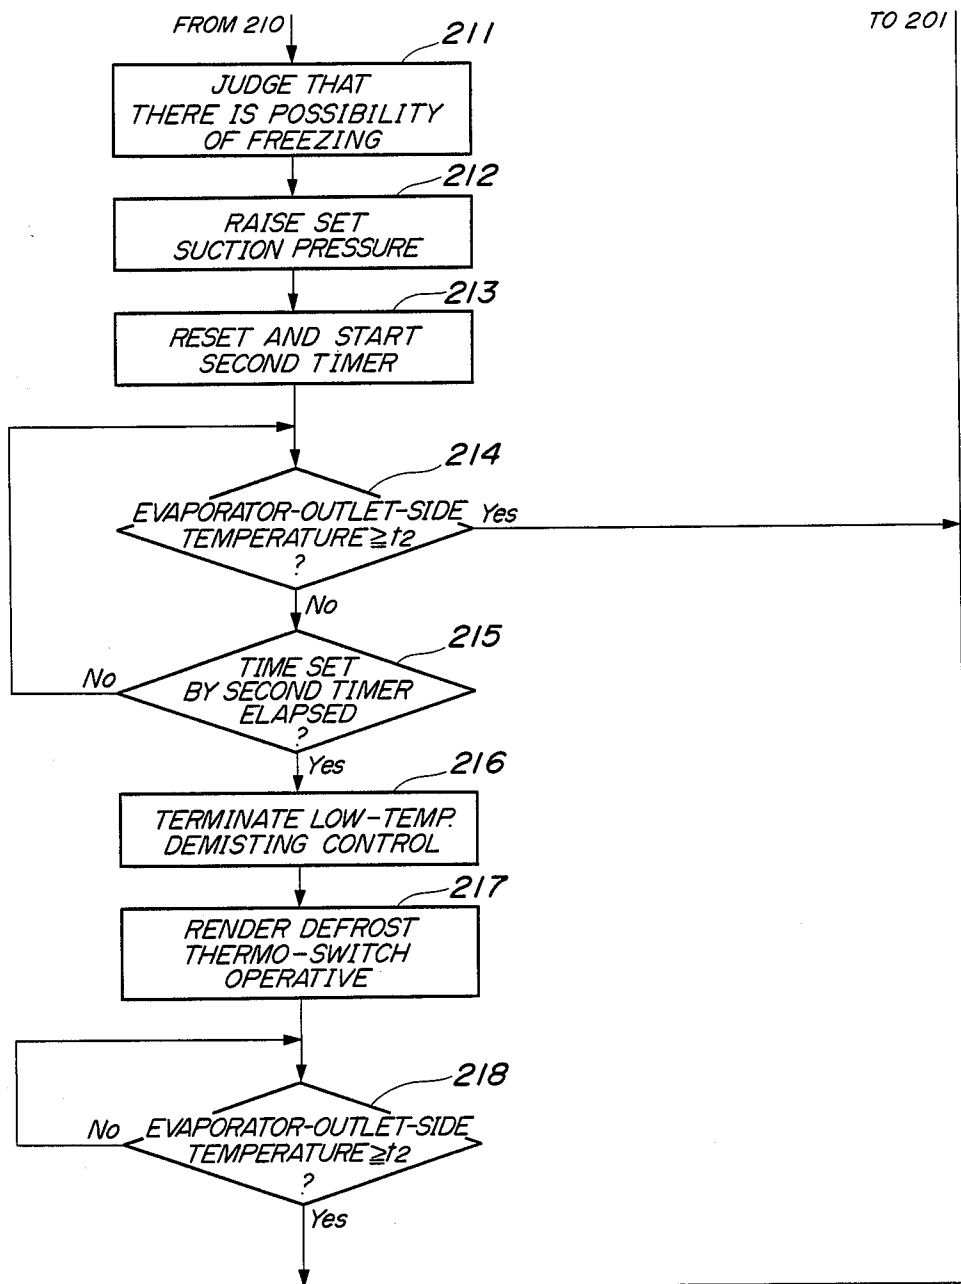 FROM 210
TO 201
211
JUDGE THAT
THERE IS POSSIBILITY
OF FREEZING
212
RAISE SET
SUCTION PRESSURE
213
RESET AND START
SECOND TIMER
214
EVAPORATOR-OUTLET-SIDE
TEMPERATURE ≧ t2
?
Yes
No
215
TIME SET
BY SECOND TIMER
ELAPSED
?
No
Yes
216
TERMINATE LOW-TEMP.
DEMISTING CONTROL
217
RENDER DEFROST
THERMO-SWITCH
OPERATIVE
218
EVAPORATOR-OUTLET-SIDE
TEMPERATURE ≧ t2
?
No
Yes